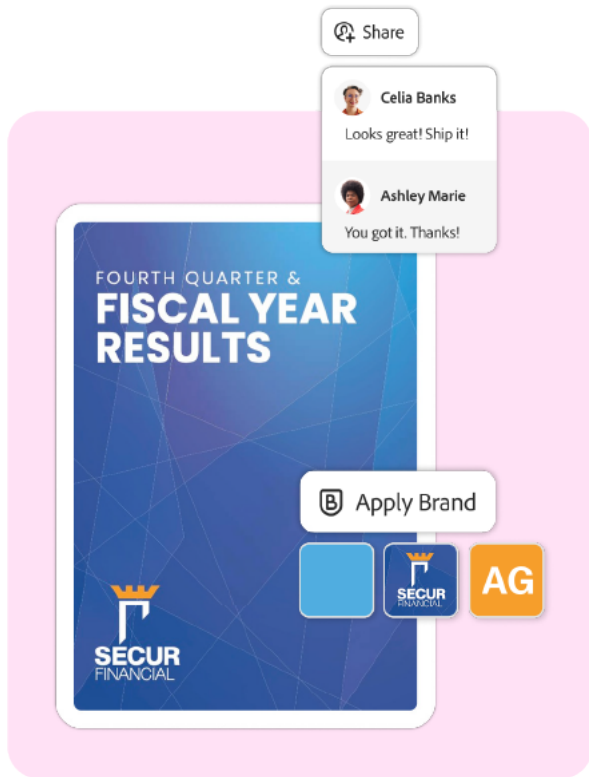 Share
Celia Banks
Looks great! Ship it!
Ashley Marie
You got it. Thanks!
FOURTH QUARTER &
FISCAL YEAR
RESULTS
B Apply Brand
SECUR
FINANCIAL
AG
SECUR
FINANCIAL